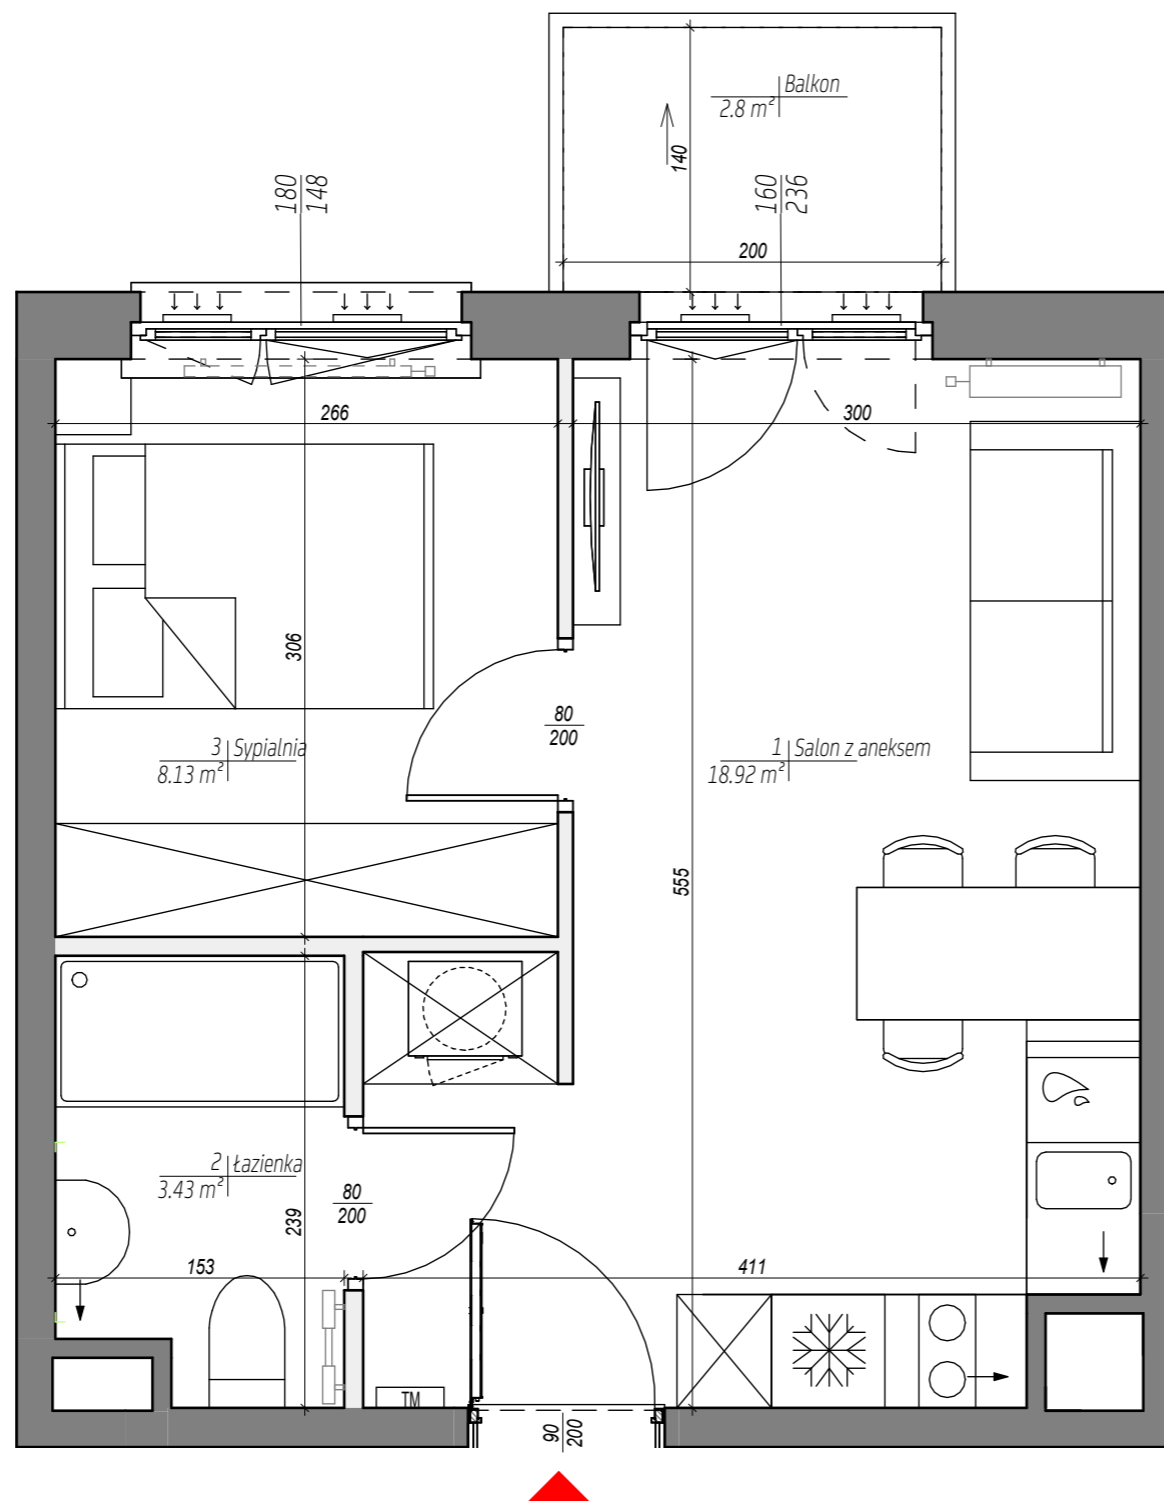 Balkon
2.8 m²
140
180
148
160
236
200
266
300
306
80
200
3 Sypialnia
8.13 m²
1 Salon z aneksem
18.92 m²
555
2 Łazienka
3.43 m²
239
80
200
153
411
TM
90
200